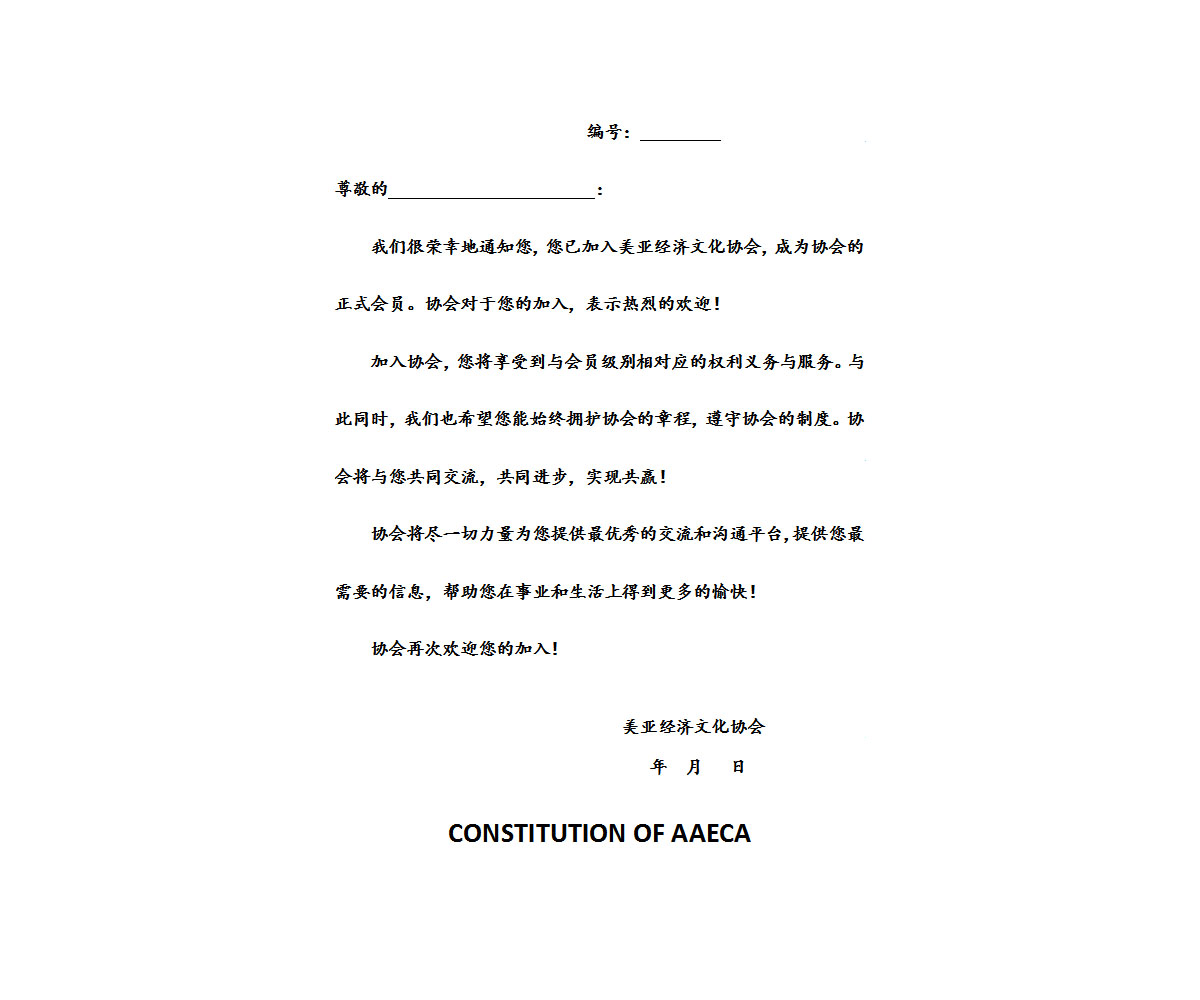 编号：_________
尊敬的_______________________：
我们很荣幸地通知您，您已加入美亚经济文化协会，成为协会的
正式会员。协会对于您的加入，表示热烈的欢迎！
加入协会，您将享受到与会员级别相对应的权利义务与服务。与
此同时，我们也希望您能始终拥护协会的章程，遵守协会的制度。协
会将与您共同交流，共同进步，实现共赢！
协会将尽一切力量为您提供最优秀的交流和沟通平台，提供您最
需要的信息，帮助您在事业和生活上得到更多的愉快！
协会再次欢迎您的加入！
美亚经济文化协会
年 月 日
CONSTITUTION OF AAECA